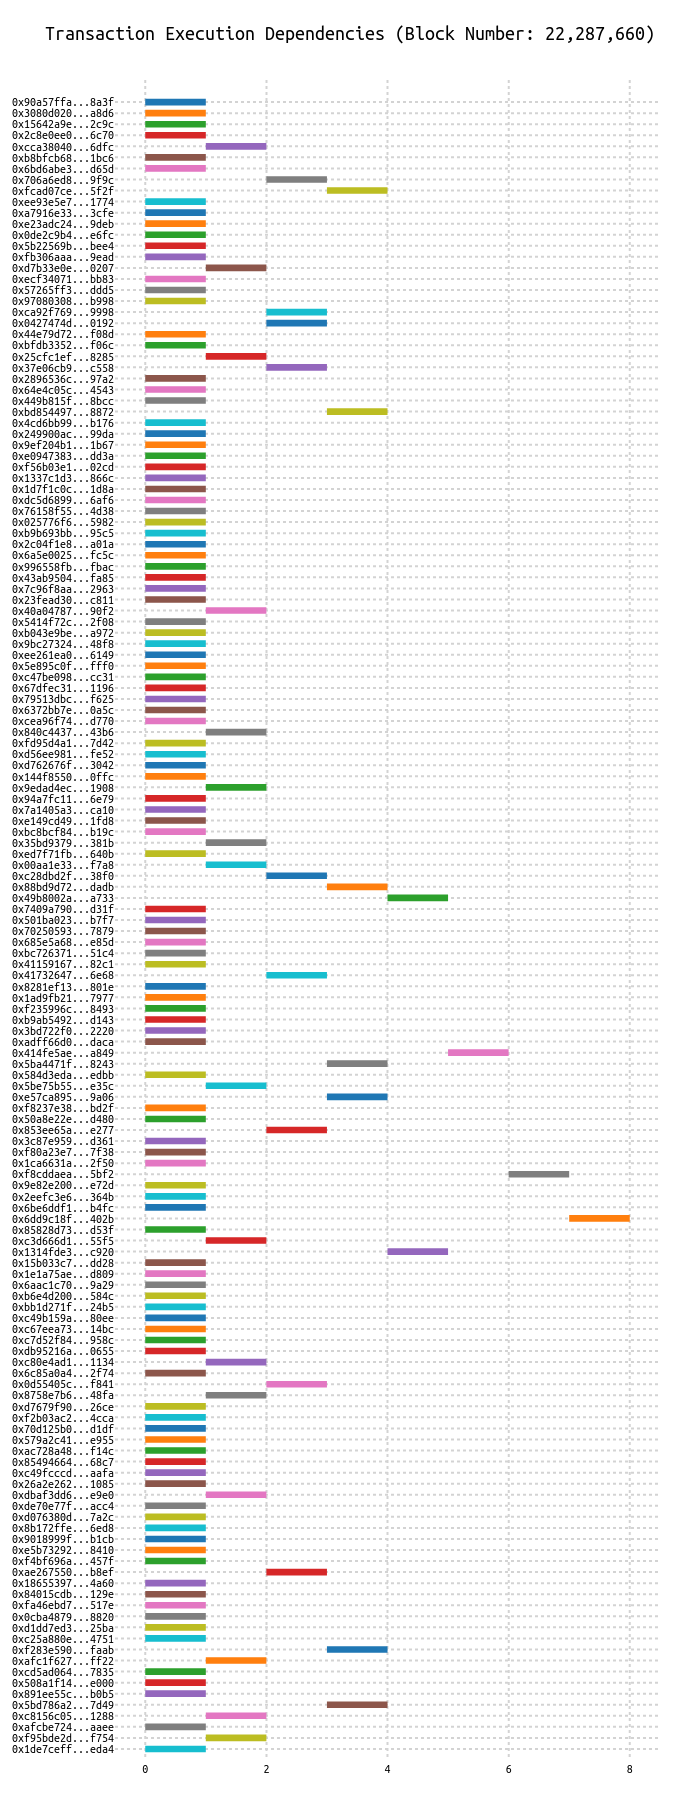 Transaction Execution Dependencies (Block Number: 22,287,660)
0x90a57ffa...8a3f
0x3080d020...a8d6
0x15642a9e...2c9c
0x2c8e0ee0...6c70
0xcca38040...6dfc
0xb8bfcb68...1bc6
0x6bd6abe3...d65d
0x706a6ed8...9f9c
0xfcad07ce...5f2f
0xee93e5e7...1774
0xa7916e33...3cfe
0xe23adc24...9deb
0x0de2c9b4...e6fc
0x5b22569b...bee4
0xfb306aaa...9ead
0xd7b33e0e...0207
0xecf34071...bb83
0x57265ff3...ddd5
0x97080308...b998
0xca92f769...9998
0x0427474d...0192
0x44e79d72...f08d
0xbfdb3352...f06c
0x25cfc1ef...8285
0x37e06cb9...c558
0x2896536c...97a2
0x64e4c05c...4543
0x449b815f...8bcc
0xbd854497...8872
0x4cd6bb99...b176
0x249900ac...99da
0x9ef204b1...1b67
0xe0947383...dd3a
0xf56b03e1...02cd
0x1337c1d3...866c
0x1d7f1c0c...1d8a
0xdc5d6899...6af6
0x76158f55...4d38
0x025776f6...5982
0xb9b693bb...95c5
0x2c04f1e8...a01a
0x6a5e0025...fc5c
0x996558fb...fbac
0x43ab9504...fa85
0x7c96f8aa...2963
0x23fead30...c811
0x40a04787...90f2
0x5414f72c...2f08
0xb043e9be...a972
0x9bc27324...48f8
0xee261ea0...6149
0x5e895c0f...fff0
0xc47be098...cc31
0x67dfec31...1196
0x79513dbc...f625
0x6372bb7e...0a5c
0xcea96f74...d770
0x840c4437...43b6
0xfd95d4a1...7d42
0xd56ee981...fe52
0xd762676f...3042
0x144f8550...0ffc
0x9edad4ec...1908
0x94a7fc11...6e79
0x7a1405a3...ca10
0xe149cd49...1fd8
0xbc8bcf84...b19c
0x35bd9379...381b
0xed7f71fb...640b
0x00aa1e33...f7a8
0xc28dbd2f...38f0
0x88bd9d72...dadb
0x49b8002a...a733
0x7409a790...d31f
0x501ba023...b7f7
0x70250593...7879
0x685e5a68...e85d
0xbc726371...51c4
0x41159167...82c1
0x41732647...6e68
0x8281ef13...801e
0x1ad9fb21...7977
0xf235996c...8493
0xb9ab5492...d143
0x3bd722f0...2220
0xadff66d0...daca
0x414fe5ae...a849
0x5ba4471f...8243
0x584d3eda...edbb
0x5be75b55...e35c
0xe57ca895...9a06
0xf8237e38...bd2f
0x50a8e22e...d480
0x853ee65a...e277
0x3c87e959...d361
0xf80a23e7...7f38
0x1ca6631a...2f50
0xf8cddaea...5bf2
0x9e82e200...e72d
0x2eefc3e6...364b
0x6be6ddf1...b4fc
0x6dd9c18f...402b
0x85828d73...d53f
0xc3d666d1...55f5
0x1314fde3...c920
0x15b033c7...dd28
0x1e1a75ae...d809
0x6aac1c70...9a29
0xb6e4d200...584c
0xbb1d271f...24b5
0xc49b159a...80ee
0xc67eea73...14bc
0xc7d52f84...958c
0xdb95216a...0655
0xc80e4ad1...1134
0x6c85a0a4...2f74
0x0d55405c...f841
0x8758e7b6...48fa
0xd7679f90...26ce
0xf2b03ac2...4cca
0x70d125b0...d1df
0x579a2c41...e955
0xac728a48...f14c
0x85494664...68c7
0xc49fcccd...aafa
0x26a2e262...1085
0xdbaf3dd6...e9e0
0xde70e77f...acc4
0xd076380d...7a2c
0x8b172ffe...6ed8
0x9018999f...b1cb
0xe5b73292...8410
0xf4bf696a...457f
0xae267550...b8ef
0x18655397...4a60
0x84015cdb...129e
0xfa46ebd7...517e
0x0cba4879...8820
0xd1dd7ed3...25ba
0xc25a880e...4751
0xf283e590...faab
0xafc1f627...ff22
0xcd5ad064...7835
0x508a1f14...e000
0x891ee55c...b0b5
0x5bd786a2...7d49
0xc8156c05...1288
0xafcbe724...aaee
0xf95bde2d...f754
0x1de7ceff...eda4
0 2 4 6 8